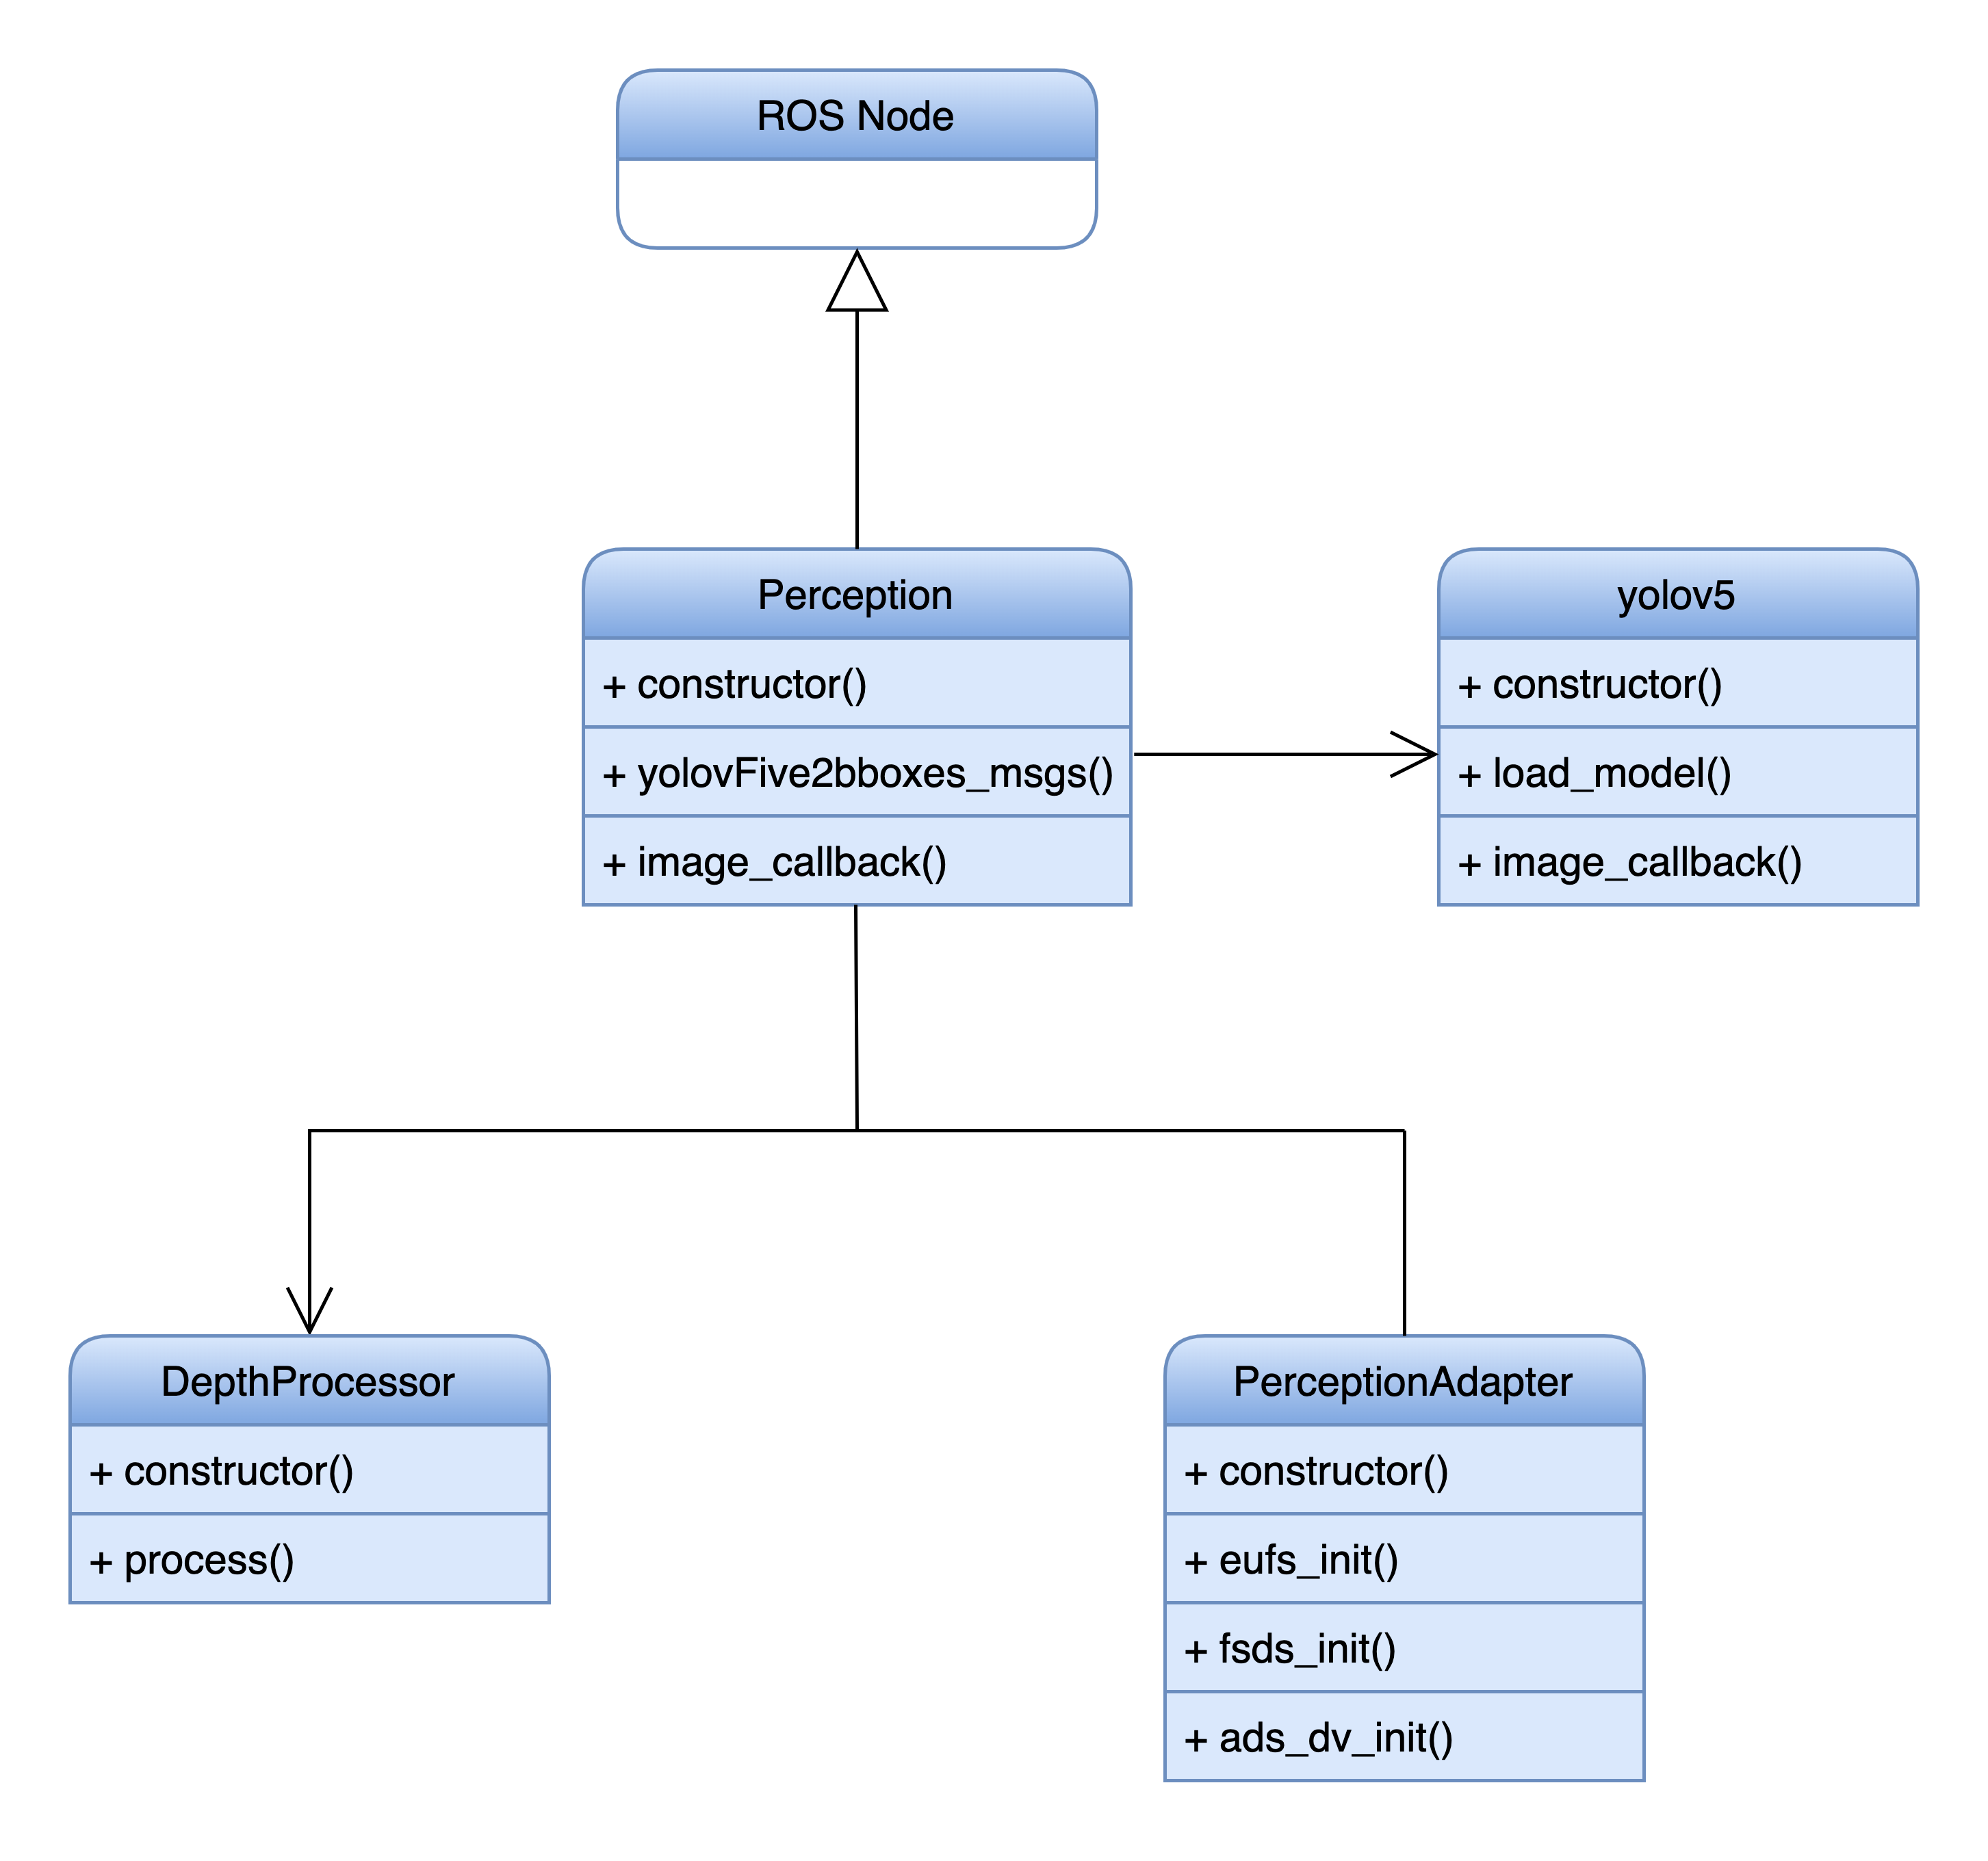 ROS Node
Perception
+ constructor()
+ yolovFive2bboxes_msgs()
+ image_callback()
yolov5
+ constructor()
+ load_model()
+ image_callback()
DepthProcessor
+ constructor()
+ process()
PerceptionAdapter
+ constructor()
+ eufs_init()
+ fsds_init()
+ ads_dv_init()